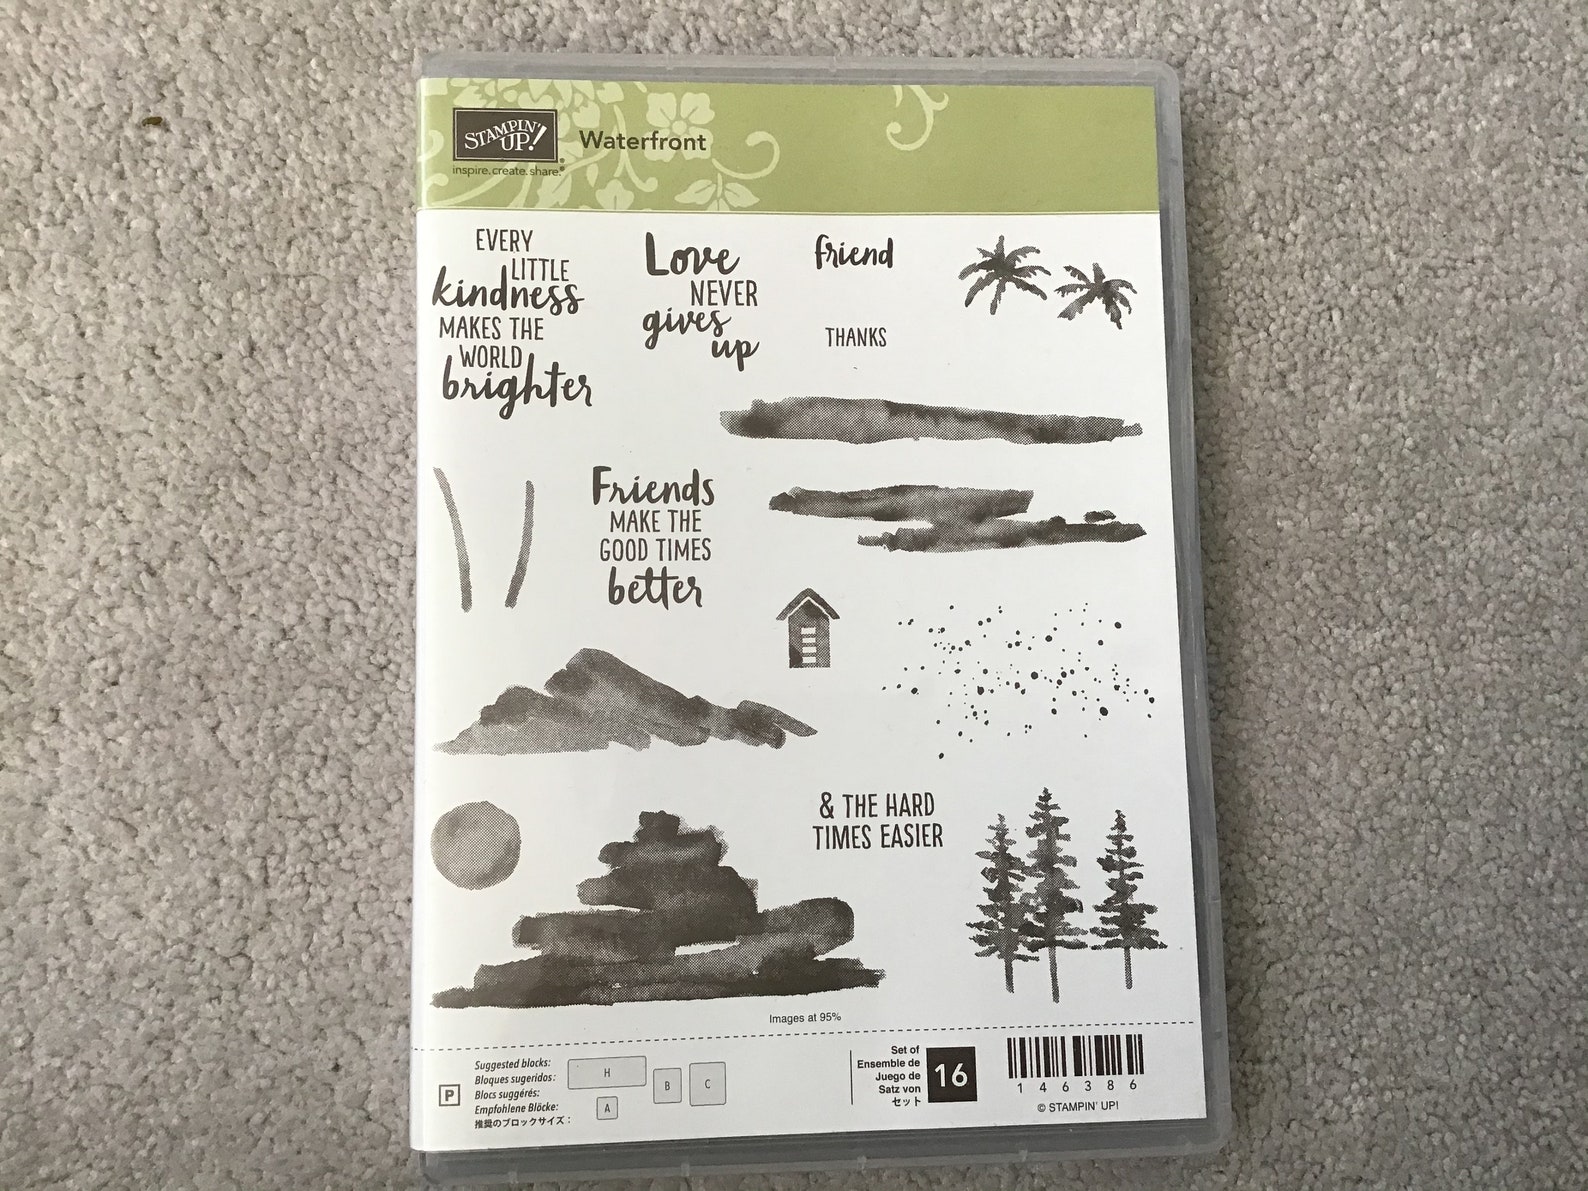 STAMPIN' UP!
inspire. create. share.
Waterfront
EVERY
LITTLE
kindness
MAKES THE
WORLD
brighter
Love
NEVER
gives
up
friend
THANKS
Friends
MAKE THE
GOOD TIMES
better
& THE HARD
TIMES EASIER
Images at 95%
P
Suggested blocks:
Bloques sugeridos:
Blocs suggérés:
Empfohlene Blöcke:
推奨のブロックサイズ：
H
A
B
C
Set of
Ensemble de
Juego de
Satz von
セット
16
146386
© STAMPIN' UP!